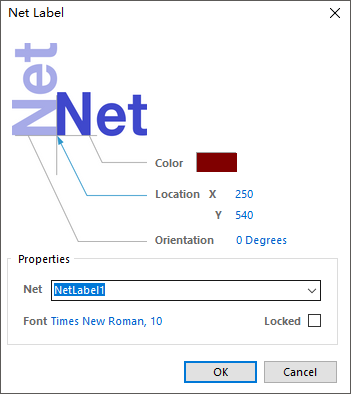 Net Label
Net
Net
Color
Location X 250
Y 540
Orientation 0 Degrees
Properties
Net NetLabel1
Font Times New Roman, 10 Locked
OK Cancel